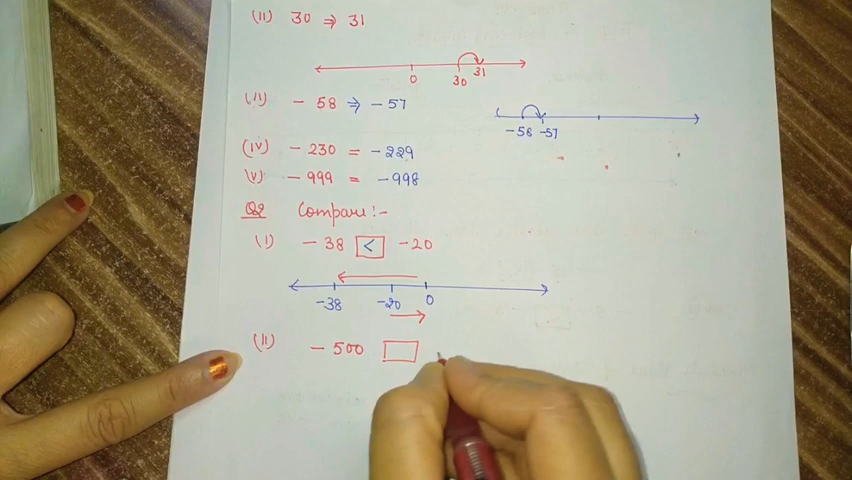 (II) 30 ⇒ 31
0 30 31
(III) - 58 ⇒ - 57
-58 -57
(IV) - 230 = - 229
(V) - 999 = - 998
Q2 Compare :-
(I) - 38 < - 20
-38 -20 0
(II) - 500